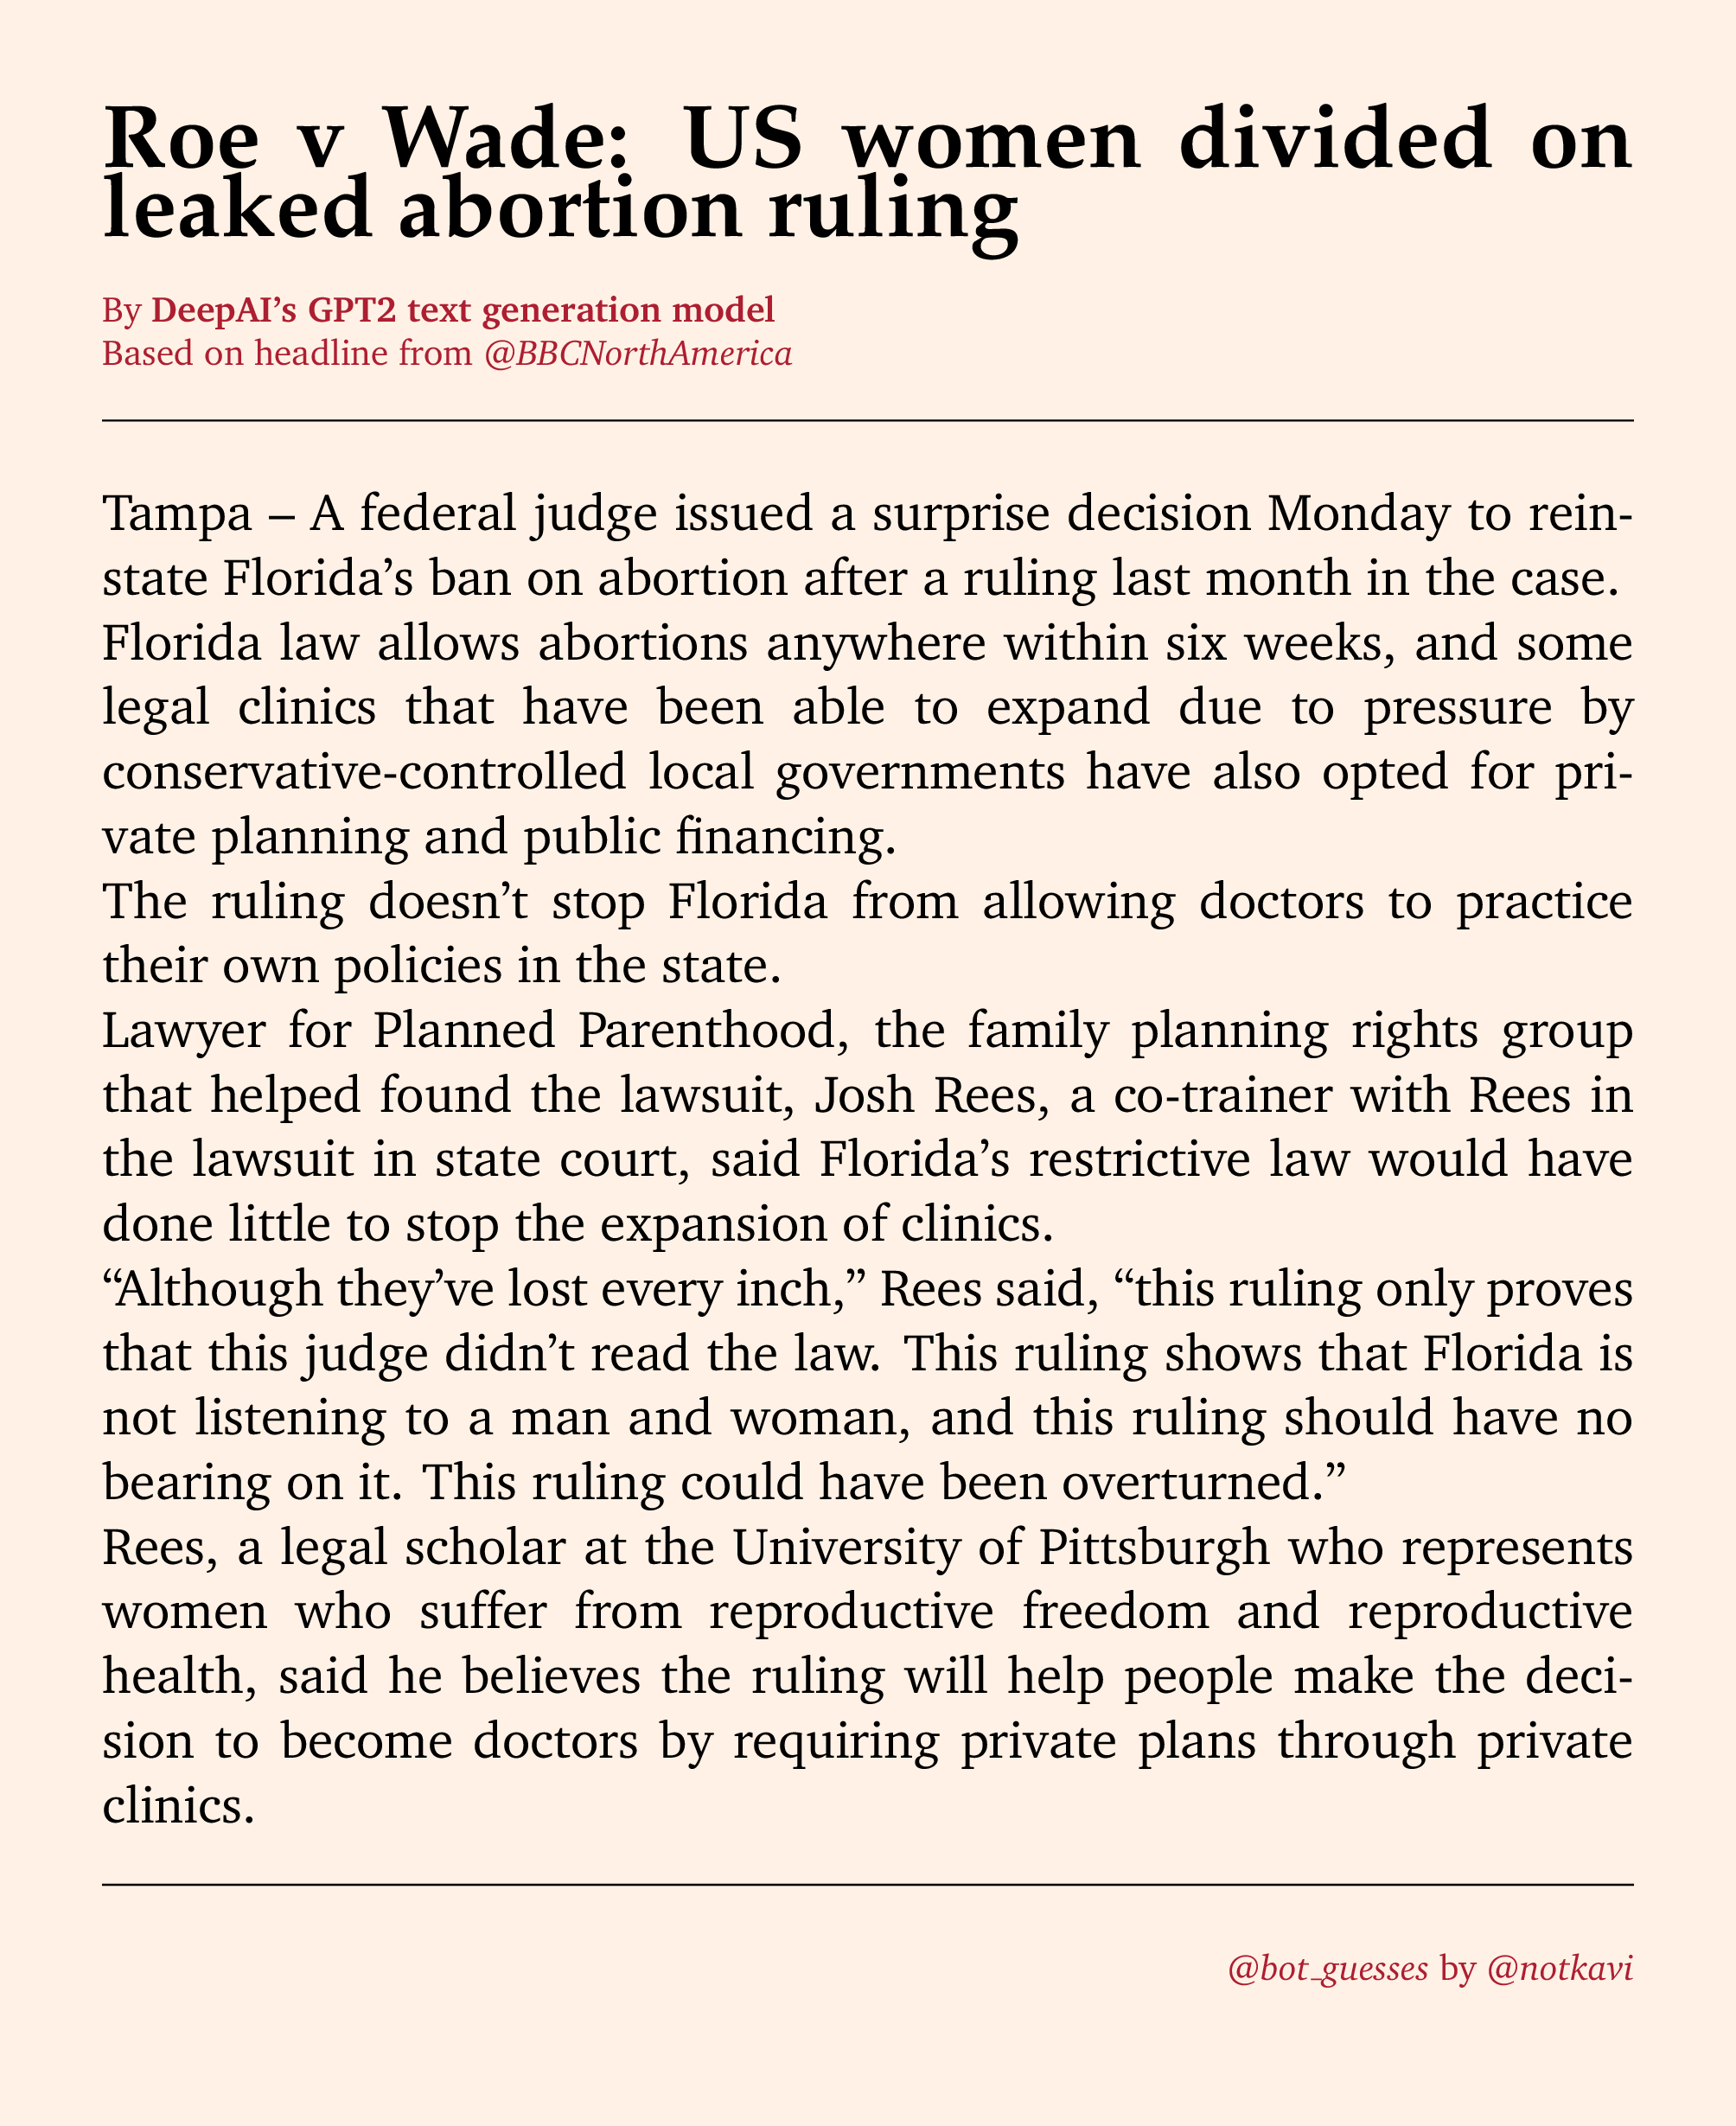 Roe v Wade: US women divided on
leaked abortion ruling
By DeepAI’s GPT2 text generation model
Based on headline from @BBCNorthAmerica
Tampa – A federal judge issued a surprise decision Monday to rein-
state Florida’s ban on abortion after a ruling last month in the case.
Florida law allows abortions anywhere within six weeks, and some
legal clinics that have been able to expand due to pressure by
conservative-controlled local governments have also opted for pri-
vate planning and public financing.
The ruling doesn’t stop Florida from allowing doctors to practice
their own policies in the state.
Lawyer for Planned Parenthood, the family planning rights group
that helped found the lawsuit, Josh Rees, a co-trainer with Rees in
the lawsuit in state court, said Florida’s restrictive law would have
done little to stop the expansion of clinics.
“Although they’ve lost every inch,” Rees said, “this ruling only proves
that this judge didn’t read the law. This ruling shows that Florida is
not listening to a man and woman, and this ruling should have no
bearing on it. This ruling could have been overturned.”
Rees, a legal scholar at the University of Pittsburgh who represents
women who suffer from reproductive freedom and reproductive
health, said he believes the ruling will help people make the deci-
sion to become doctors by requiring private plans through private
clinics.
@bot_guesses by @notkavi